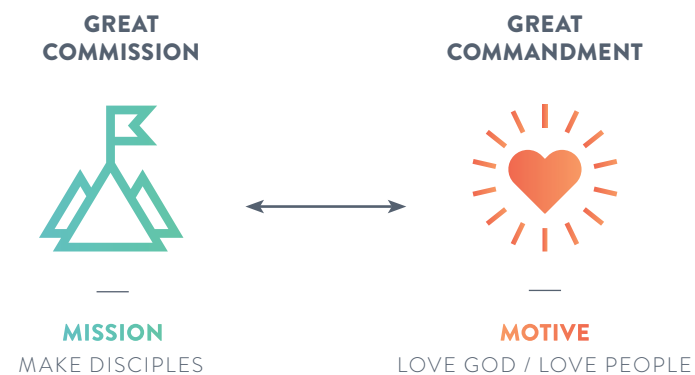 GREAT
COMMISSION
GREAT
COMMANDMENT
MISSION
MAKE DISCIPLES
MOTIVE
LOVE GOD / LOVE PEOPLE